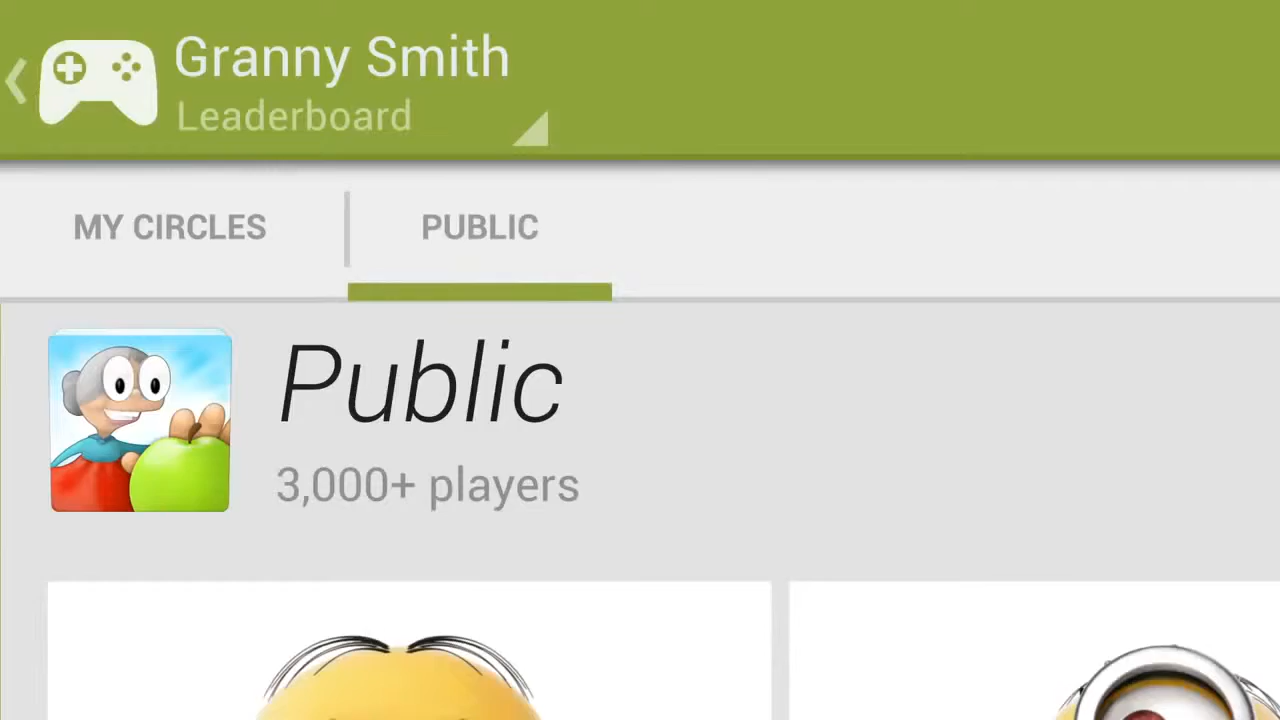 Granny Smith
Leaderboard
MY CIRCLES
PUBLIC
Public
3,000+ players